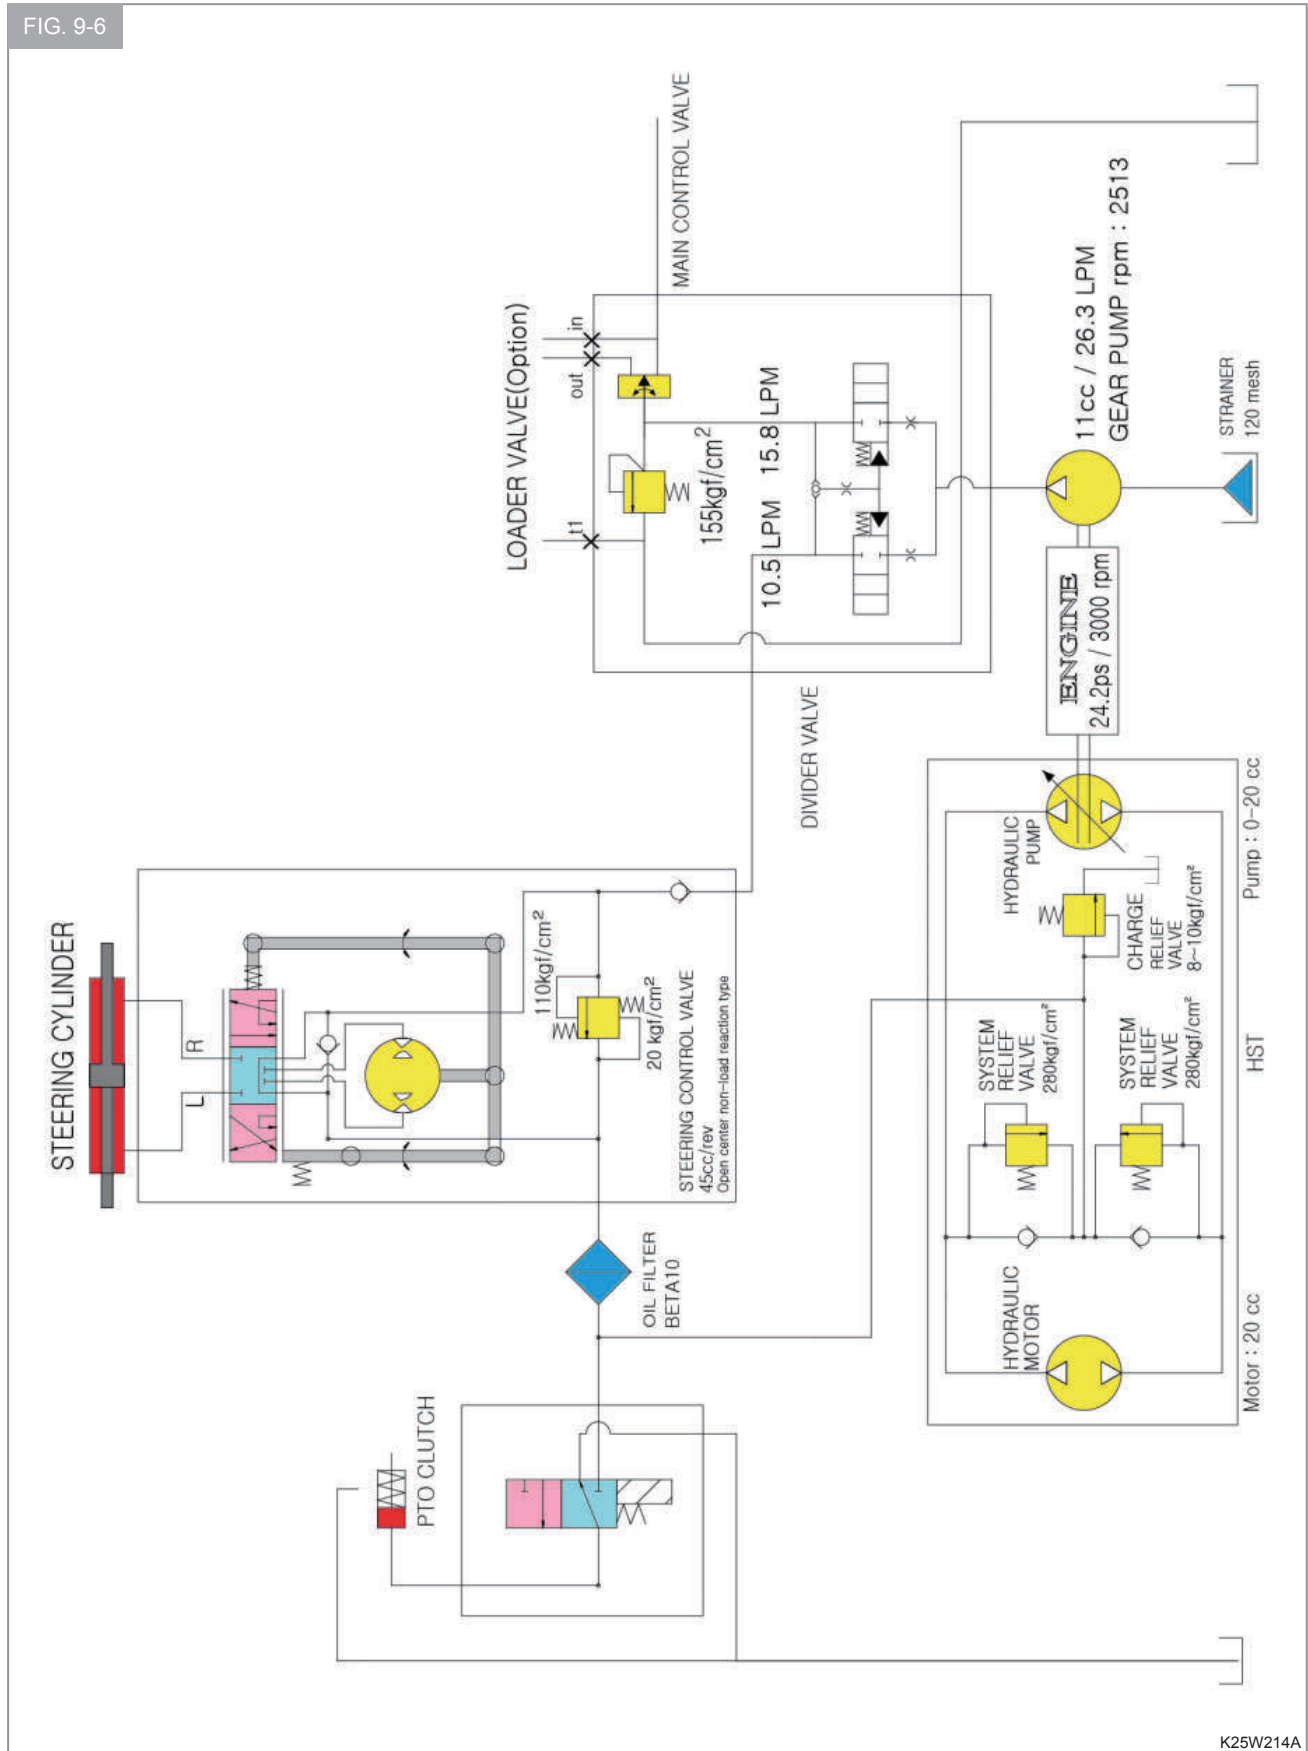 FIG. 9-6
STEERING CYLINDER
L
R
110kgf/cm²
20 kgf/cm²
STEERING CONTROL VALVE
45cc/rev
Open center non-load reaction type
LOADER VALVE(Option)
t1
out
in
MAIN CONTROL VALVE
155kgf/cm²
10.5 LPM
15.8 LPM
DIVIDER VALVE
PTO CLUTCH
OIL FILTER
BETA10
ENGINE
24.2ps / 3000 rpm
11cc / 26.3 LPM
GEAR PUMP rpm : 2513
STRAINER
120 mesh
HYDRAULIC
MOTOR
SYSTEM
RELIEF
VALVE
280kgf/cm²
SYSTEM
RELIEF
VALVE
280kgf/cm²
HYDRAULIC
PUMP
CHARGE
RELIEF
VALVE
8~10kgf/cm²
Motor : 20 cc
HST
Pump : 0-20 cc
K25W214A